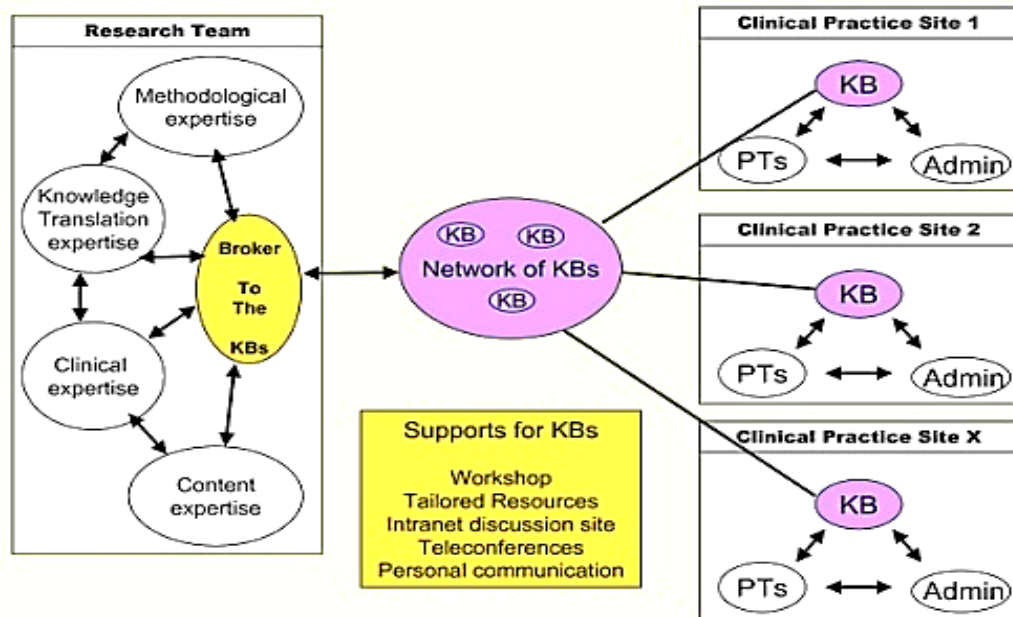 Research Team
Methodological
expertise
Knowledge
Translation
expertise
Broker
To
The
KBs
Clinical
expertise
Content
expertise
KB
KB
Network of KBs
KB
Supports for KBs
Workshop
Tailored Resources
Intranet discussion site
Teleconferences
Personal communication
Clinical Practice Site 1
KB
PTs
Admin
Clinical Practice Site 2
KB
PTs
Admin
Clinical Practice Site X
KB
PTs
Admin